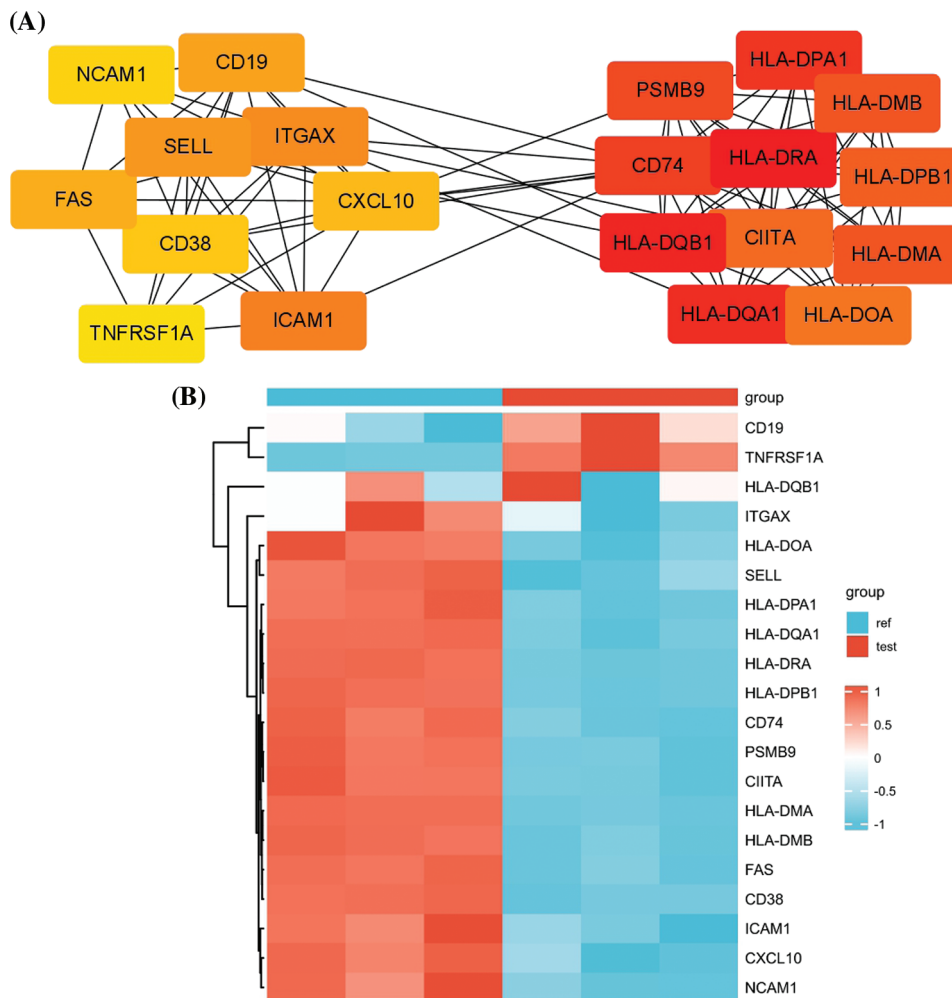 (A)
NCAM1
CD19
HLA-DPA1
PSMB9
HLA-DMB
SELL
ITGAX
CD74
HLA-DRA
HLA-DPB1
FAS
CXCL10
CD38
HLA-DQB1
CIITA
HLA-DMA
TNFRSF1A
ICAM1
HLA-DQA1
HLA-DOA
(B)
group
CD19
TNFRSF1A
HLA-DQB1
ITGAX
HLA-DOA
SELL
HLA-DPA1
HLA-DQA1
HLA-DRA
HLA-DPB1
CD74
PSMB9
CIITA
HLA-DMA
HLA-DMB
FAS
CD38
ICAM1
CXCL10
NCAM1
group
ref
test
1
0.5
0
-0.5
-1